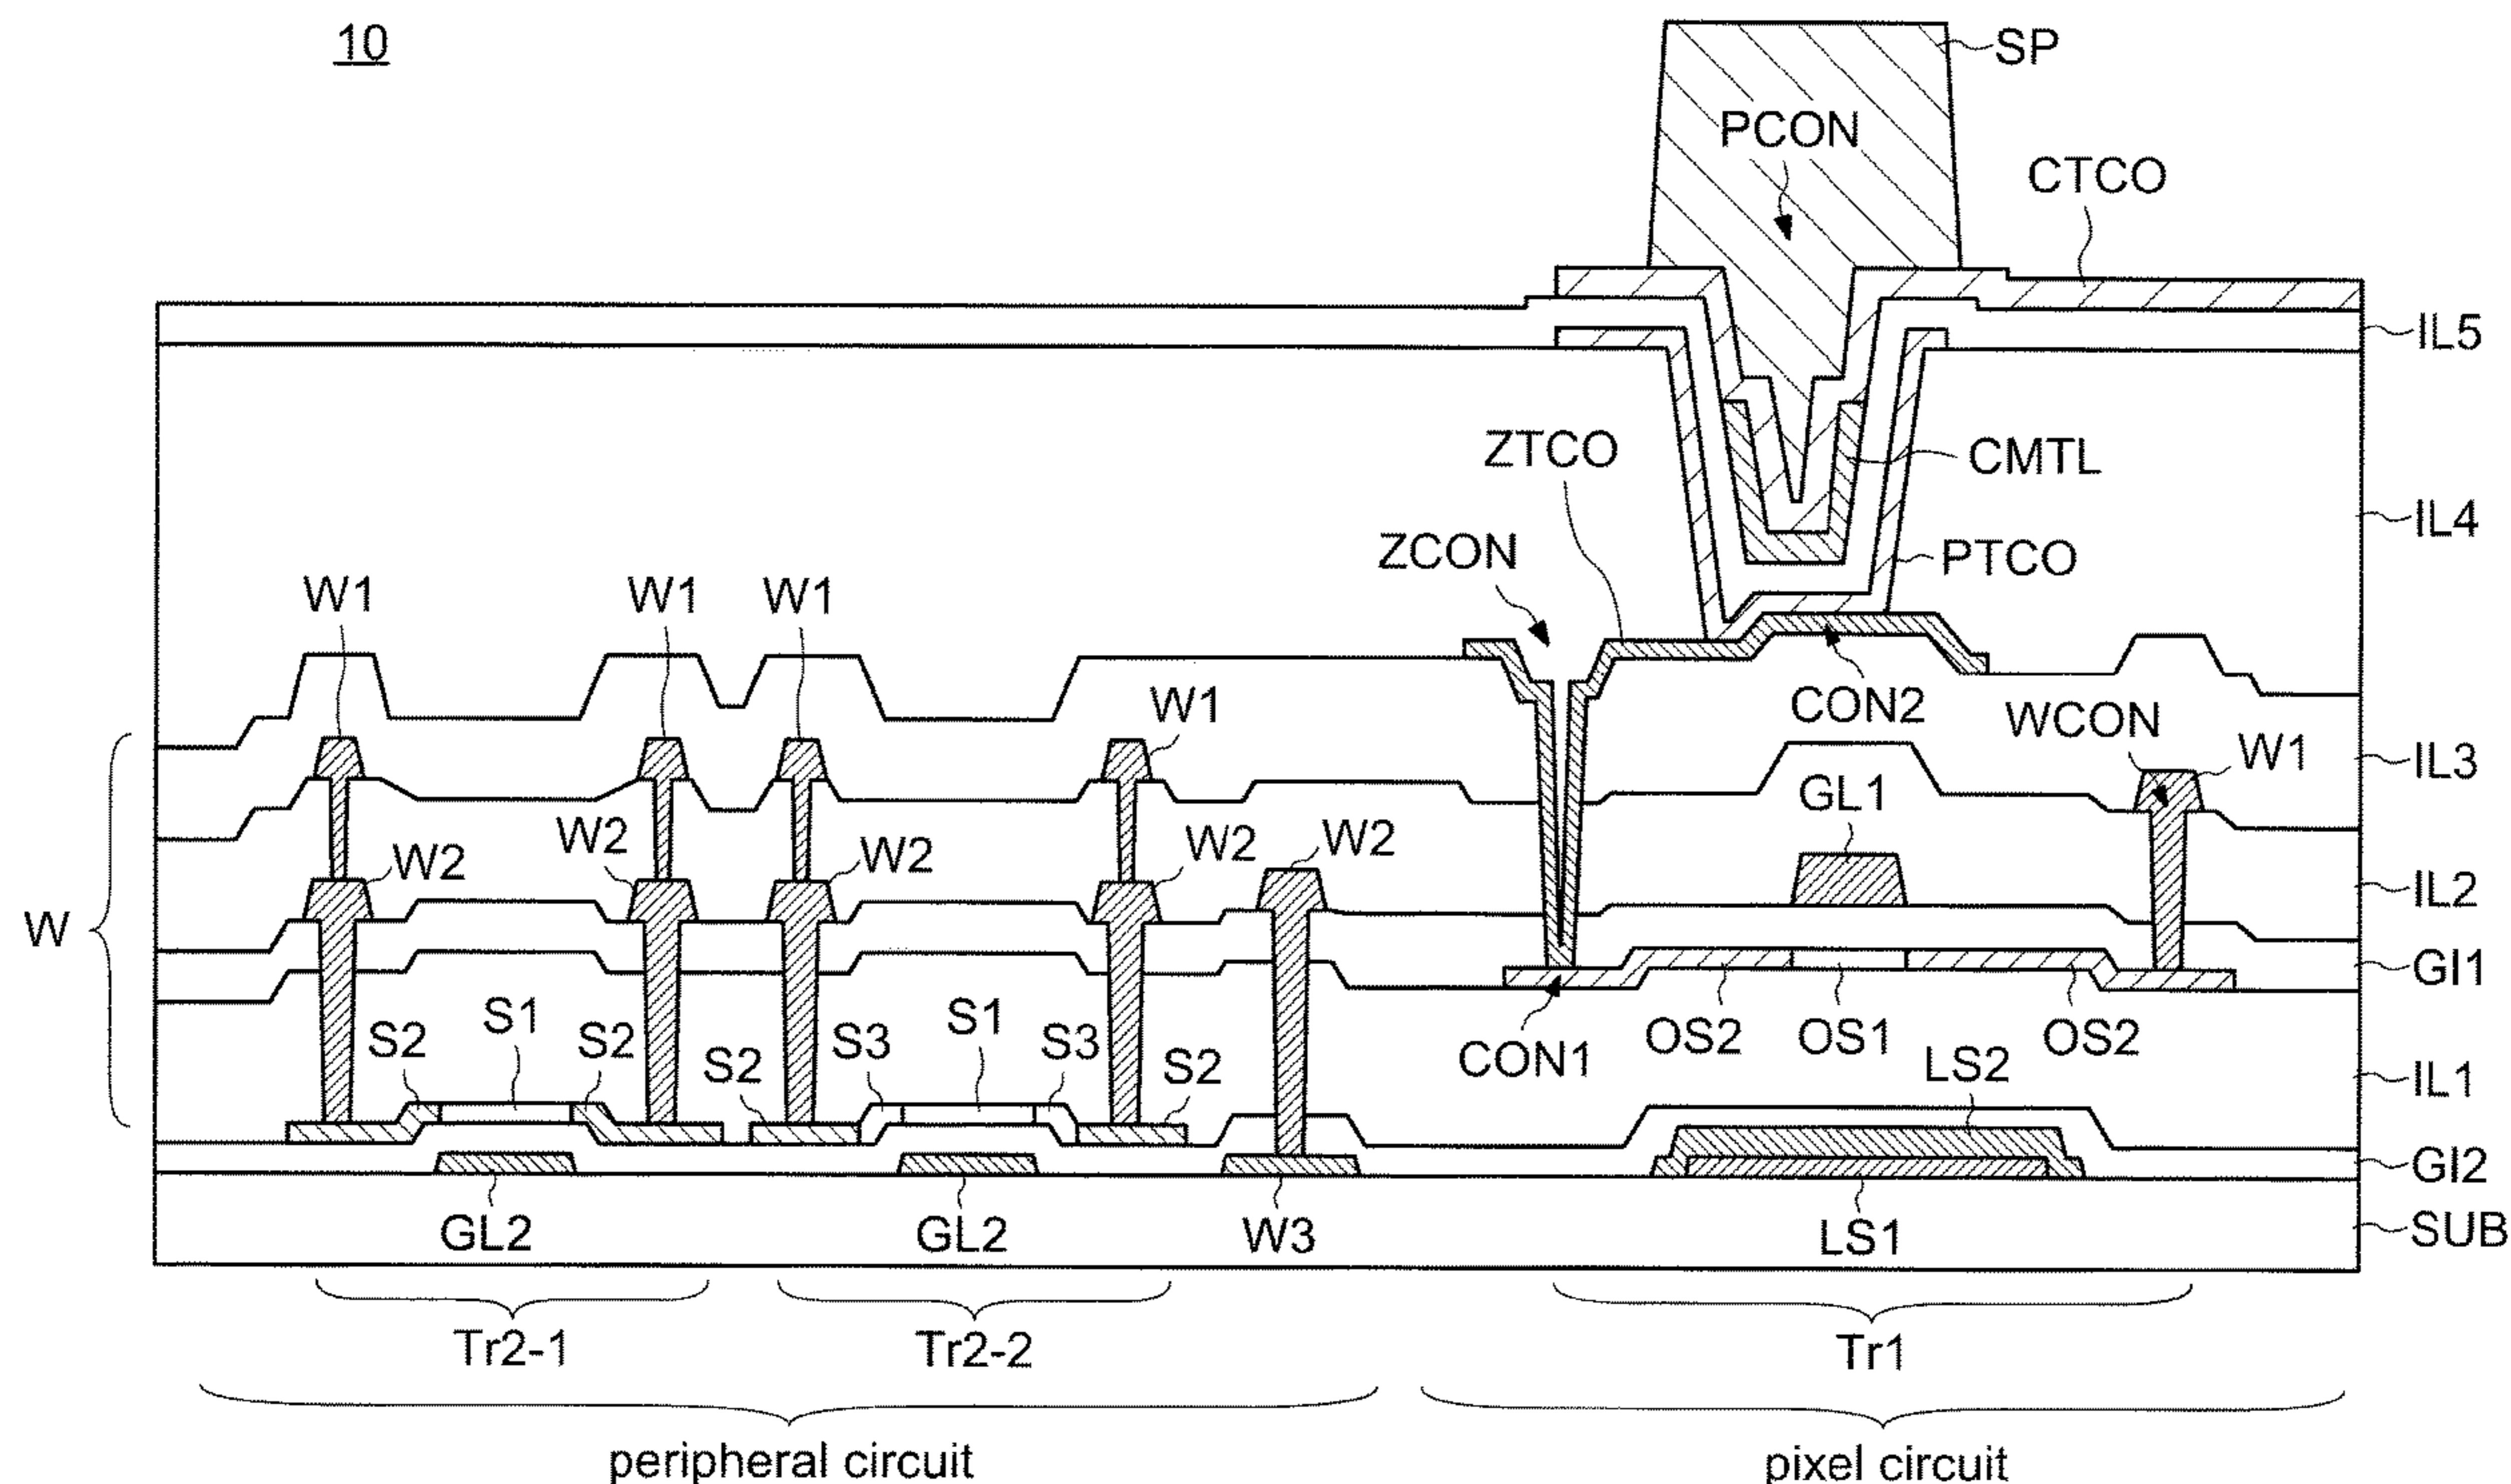 10
SP
PCON
CTCO
IL5
ZTCO
CMTL
IL4
ZCON
PTCO
W1
W1
W1
W1
CON2
WCON
W1
IL3
GL1
W2
W2
W2
W2
W2
IL2
W
GI1
S2
S1
S2
S2
S3
S1
S3
S2
CON1
OS2
OS1
OS2
LS2
IL1
GI2
GL2
GL2
W3
LS1
SUB
Tr2-1
Tr2-2
Tr1
peripheral circuit
pixel circuit